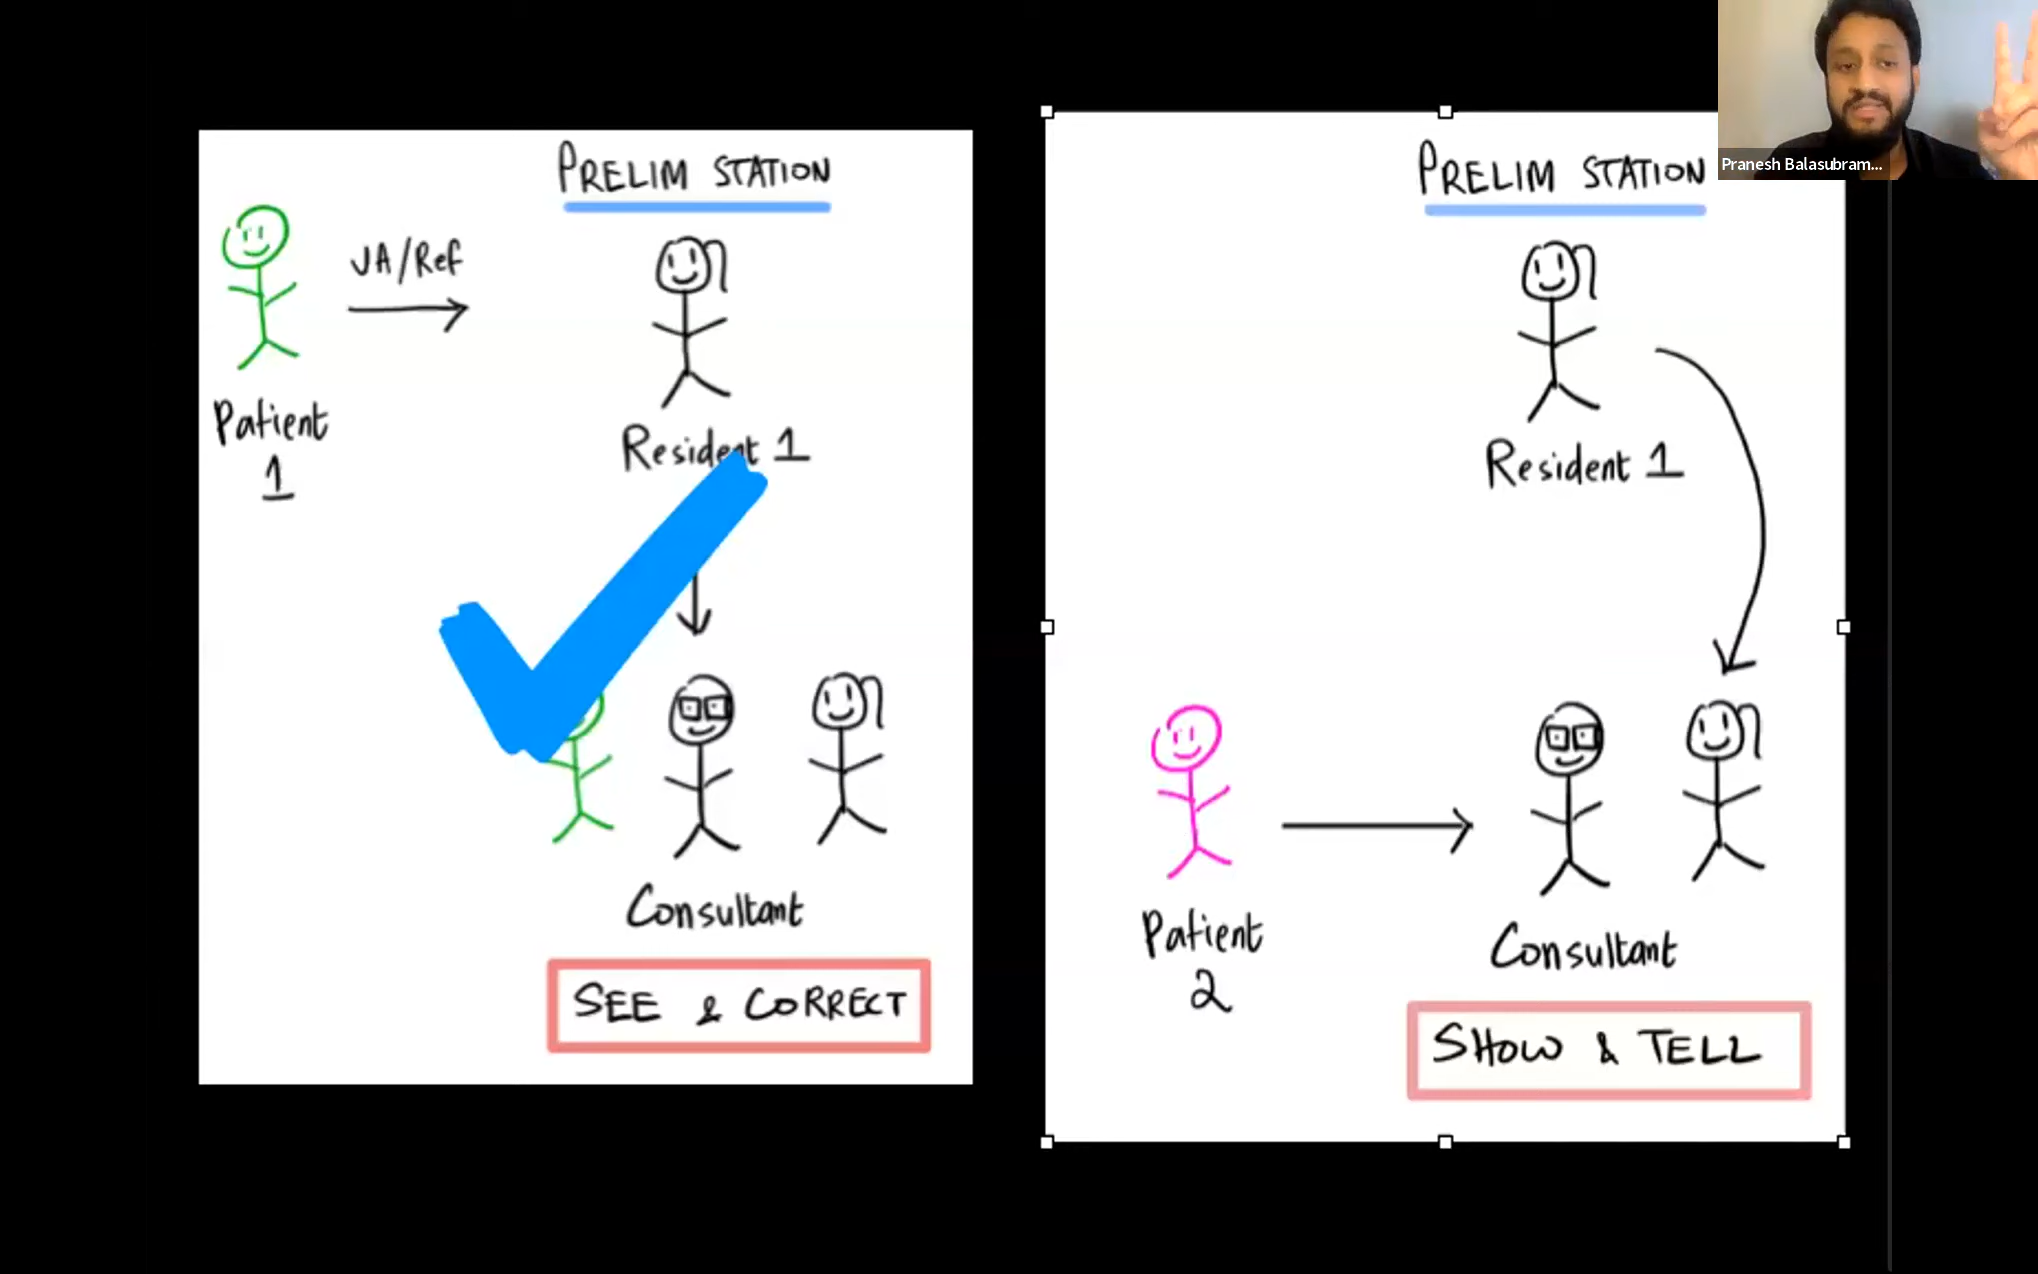 PRELIM STATION
VA/Ref
Patient
1
Resident 1
Consultant
SEE & CORRECT
PRELIM STATION
Resident 1
Patient
2
Consultant
SHOW & TELL
Pranesh Balasubram...